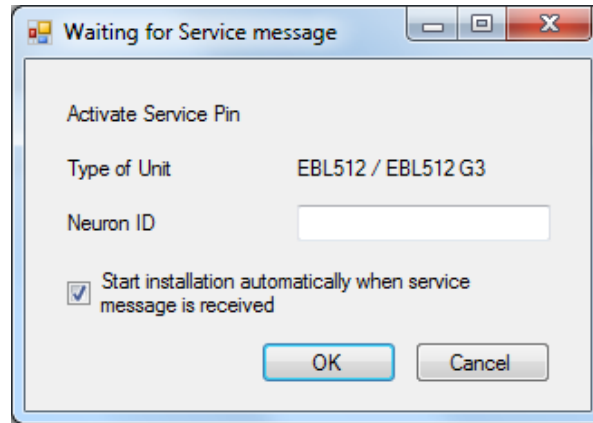 Waiting for Service message
Activate Service Pin
Type of Unit EBL512 / EBL512 G3
Neuron ID
Start installation automatically when service
message is received
OK Cancel